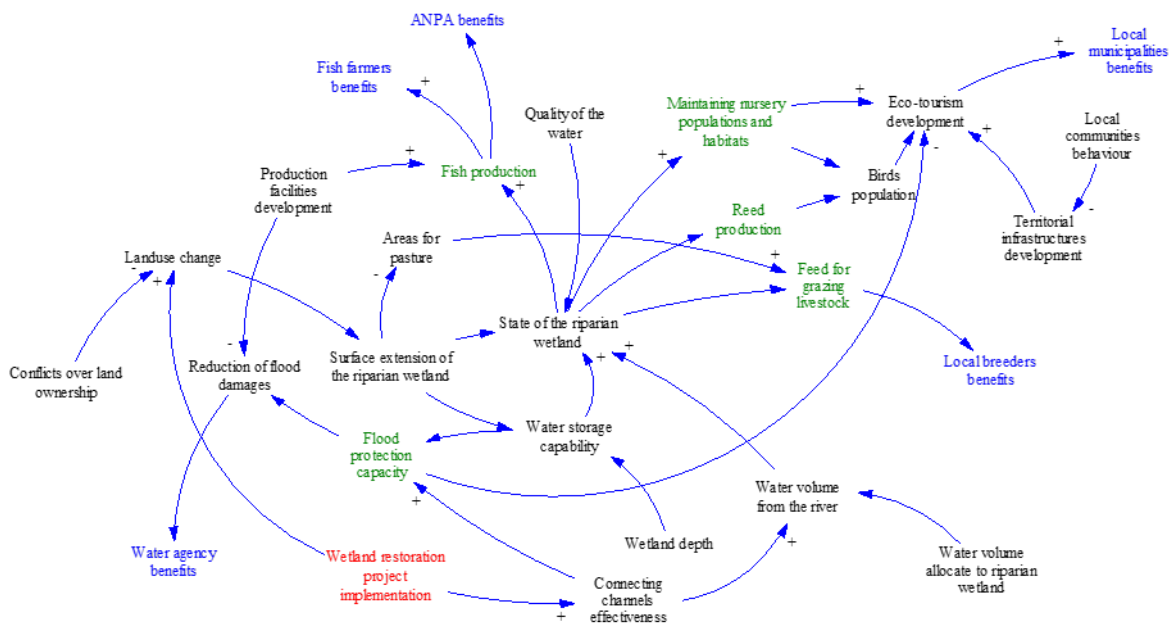 ANPA benefits
Fish farmers
benefits
+
Quality of the
water
Maintaining nursery
populations and
habitats
+
Eco-tourism
development
+
Local
municipalities
benefits
Local
communities
behaviour
+
-
+
Production
facilities
development
+
Fish production
+
+
Birds
population
-
Territorial
infrastructures
development
Reed
production
Landuse change
-
+
Areas for
pasture
-
+
Feed for
grazing
livestock
State of the riparian
wetland
+
+
Conflicts over land
ownership
-
Reduction of flood
damages
Surface extension of
the riparian wetland
Local breeders
benefits
Water storage
capability
Flood
protection
capacity
+
Wetland depth
Water volume
from the river
+
Water volume
allocate to riparian
wetland
Water agency
benefits
Wetland restoration
project
implementation
+
Connecting
channels
effectiveness